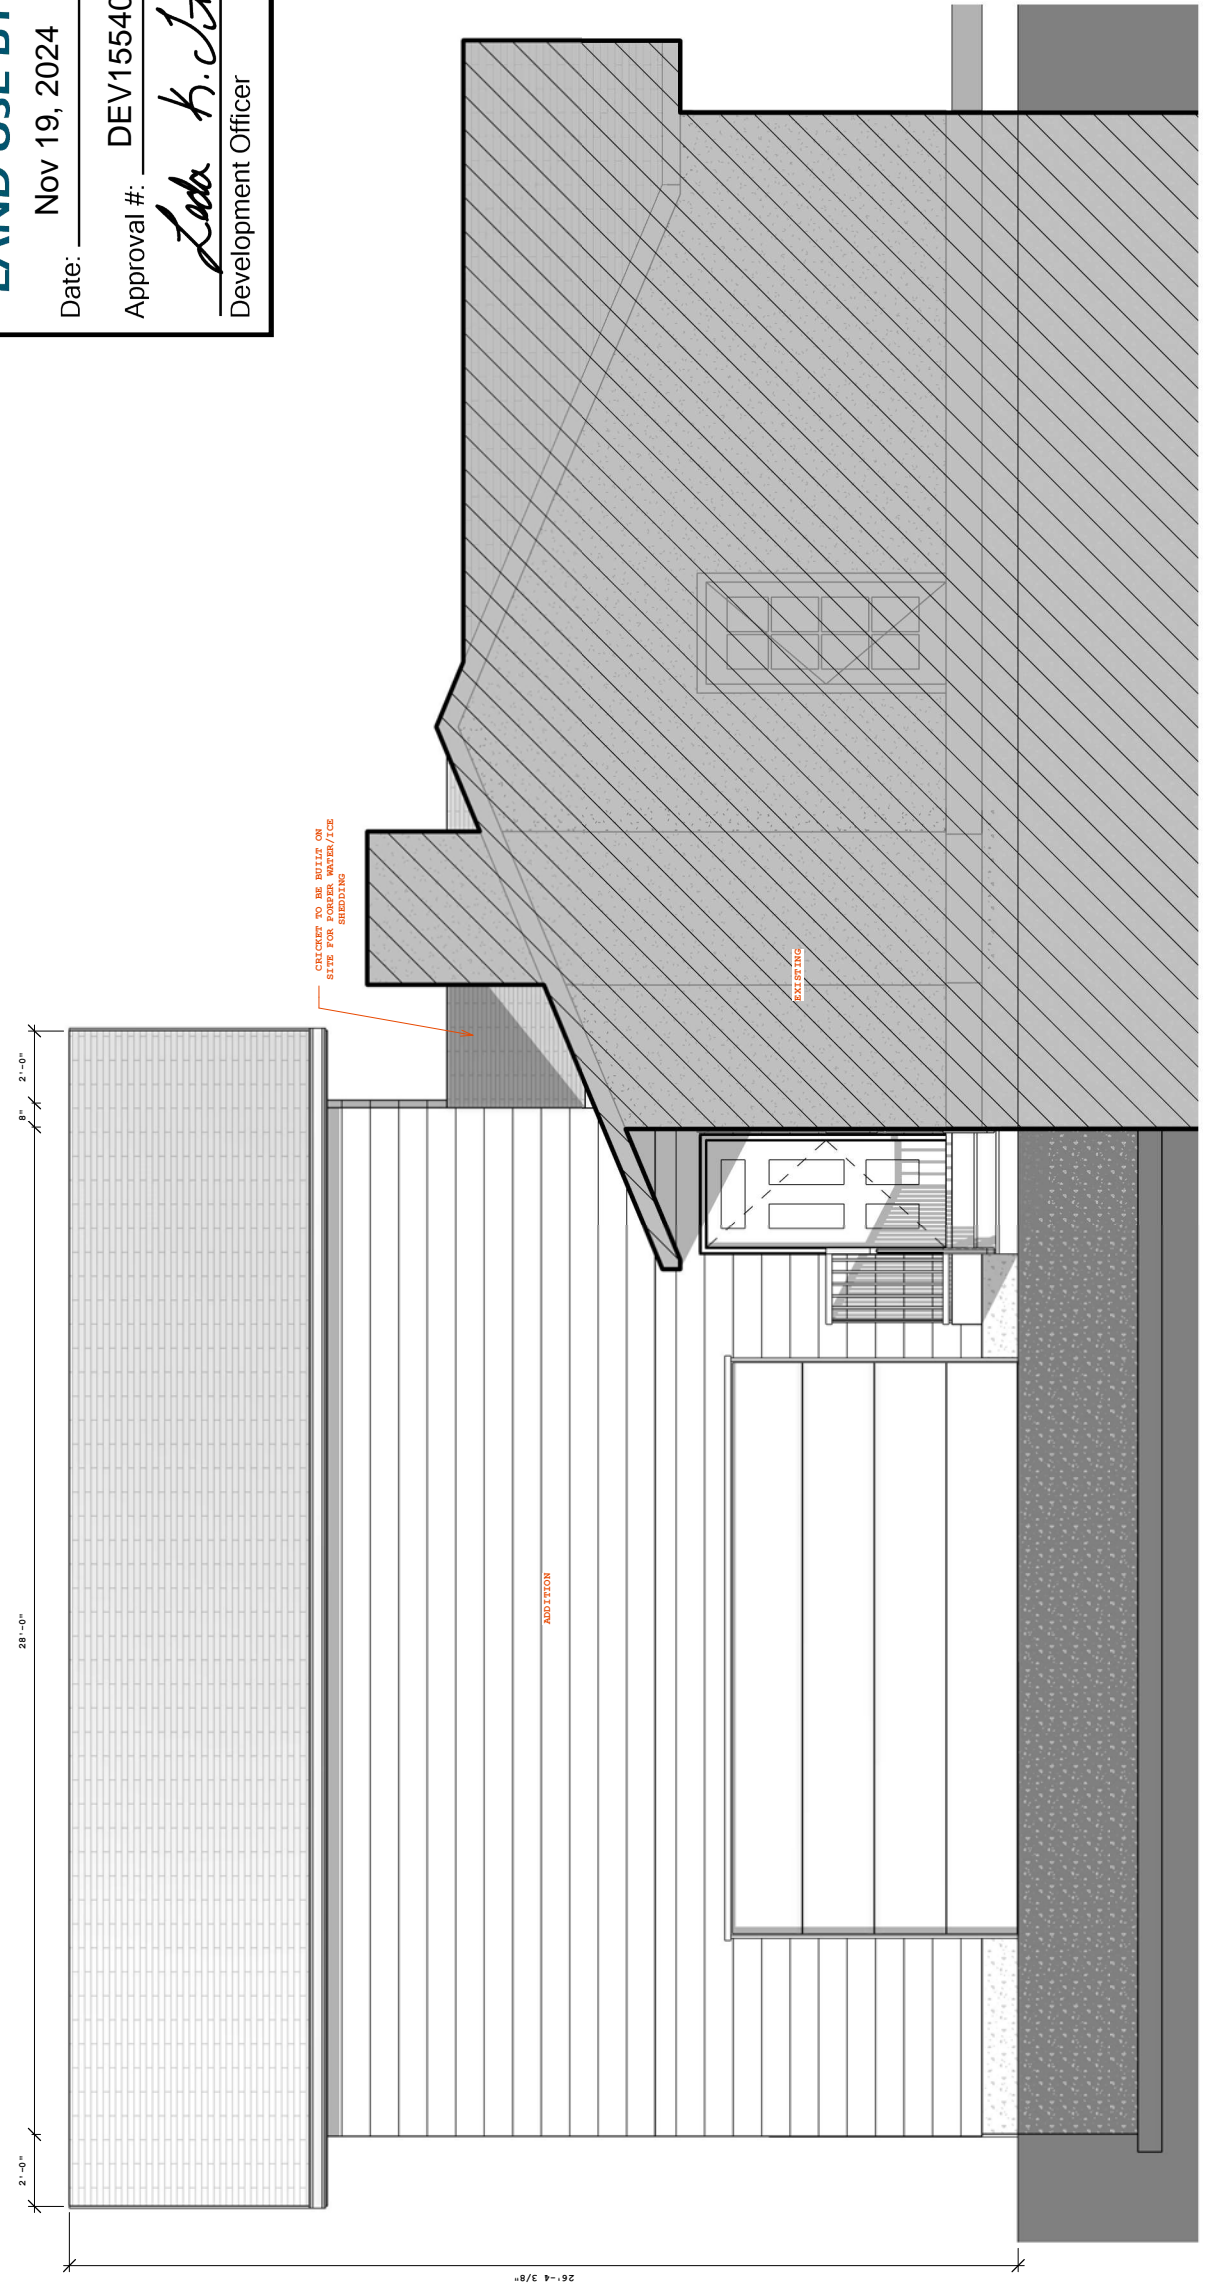 Date: Nov 19, 2024
Approval #: DEV15540
Development Officer
CRICKET TO BE BUILT ON
SITE FOR PORPER WATER/ICE
SHEDDING
2'-0"
28'-0"
8"
2'-0"
ADDITION
EXISTING
26'-4 3/8"